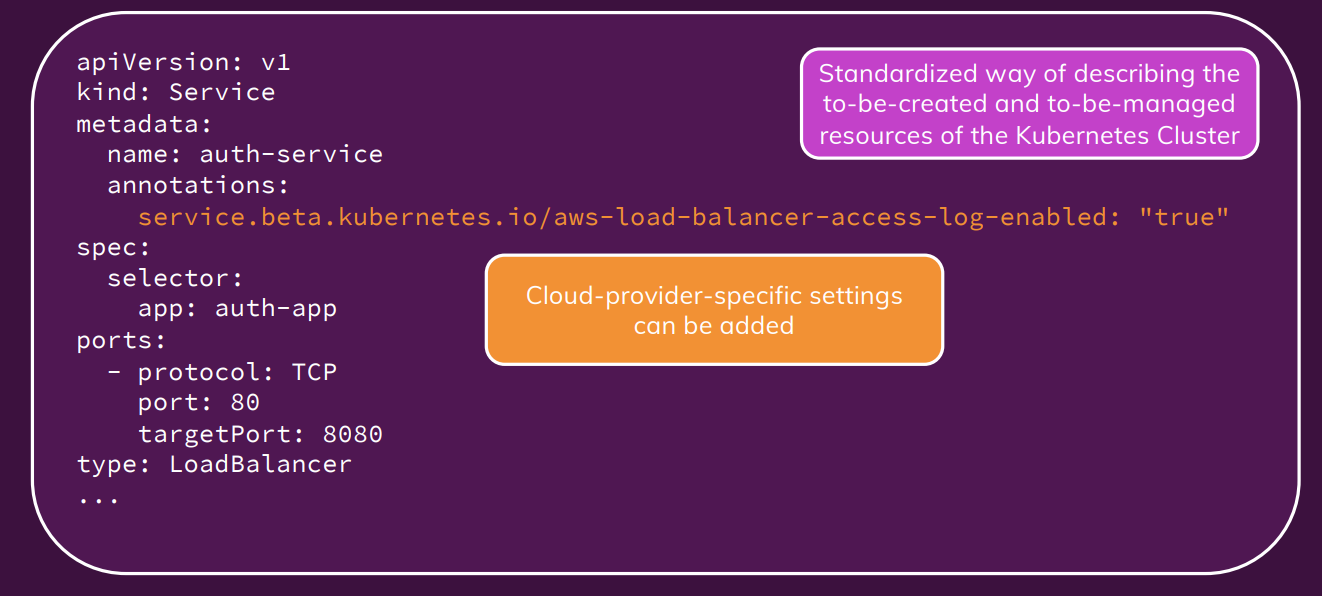 apiVersion: v1
kind: Service
metadata:
  name: auth-service
  annotations:
    service.beta.kubernetes.io/aws-load-balancer-access-log-enabled: "true"
spec:
  selector:
    app: auth-app
ports:
  - protocol: TCP
    port: 80
    targetPort: 8080
type: LoadBalancer
...
Standardized way of describing the
to-be-created and to-be-managed
resources of the Kubernetes Cluster
Cloud-provider-specific settings
can be added